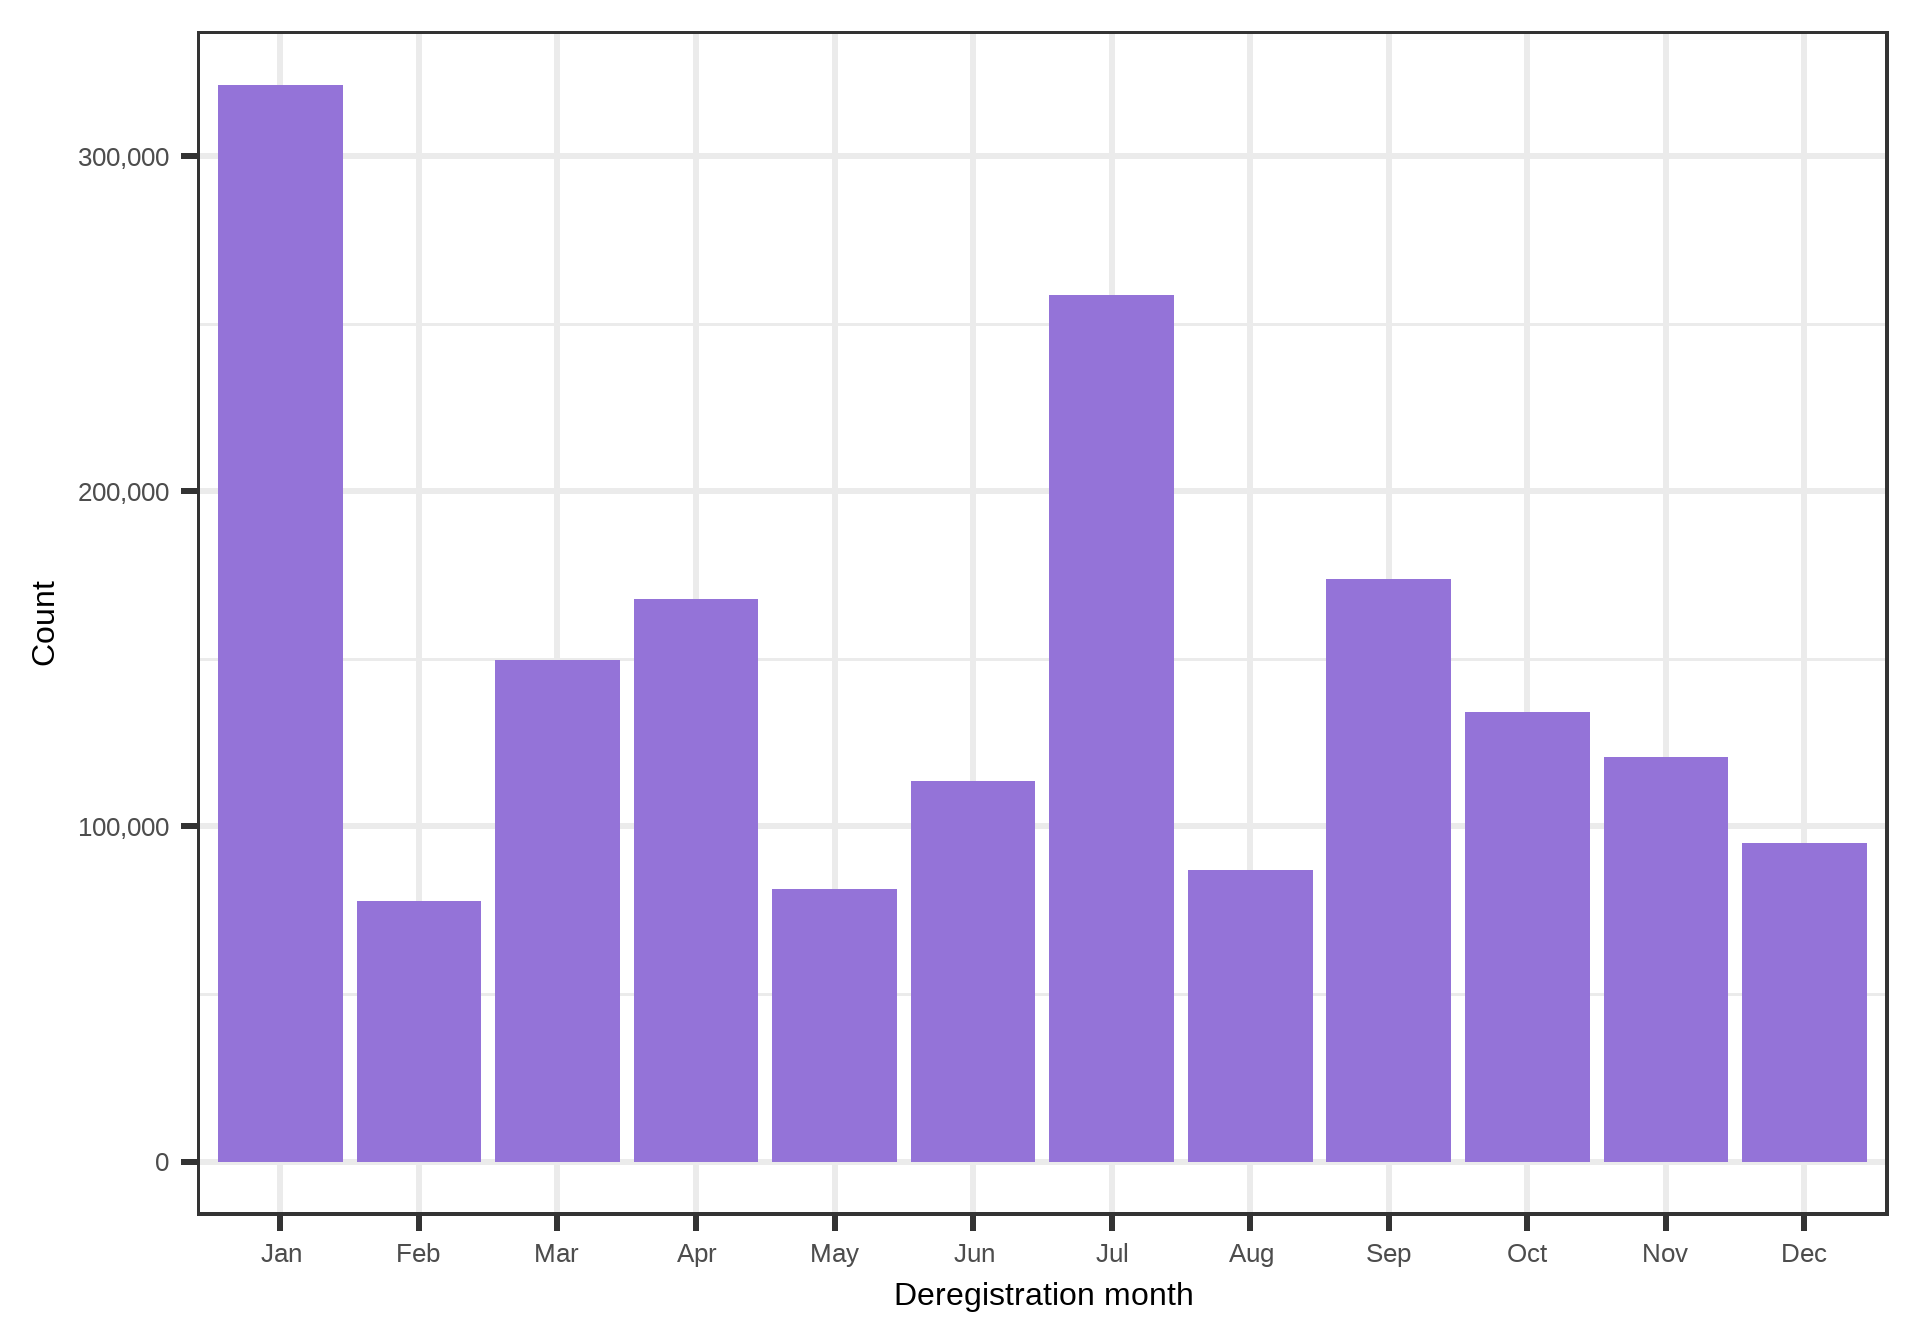 300,000
200,000
100,000
0
Count
Jan Feb Mar Apr May Jun Jul Aug Sep Oct Nov Dec
Deregistration month